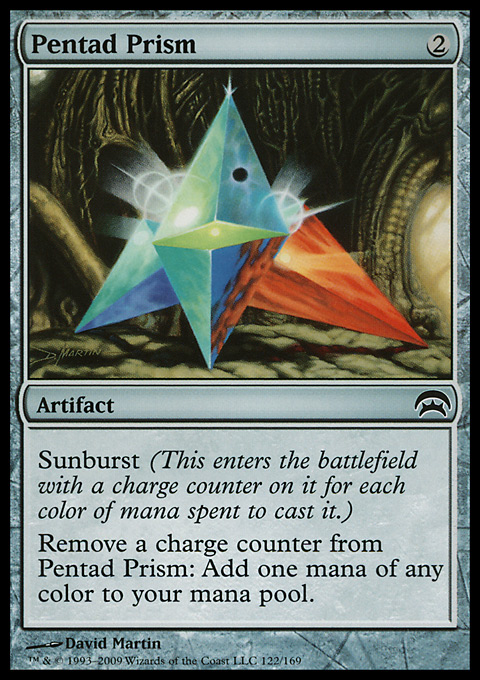 Pentad Prism 2
D. MARTIN
Artifact
Sunburst (This enters the battlefield
with a charge counter on it for each
color of mana spent to cast it.)
Remove a charge counter from
Pentad Prism: Add one mana of any
color to your mana pool.
David Martin
™ & © 1993–2009 Wizards of the Coast LLC 122/169